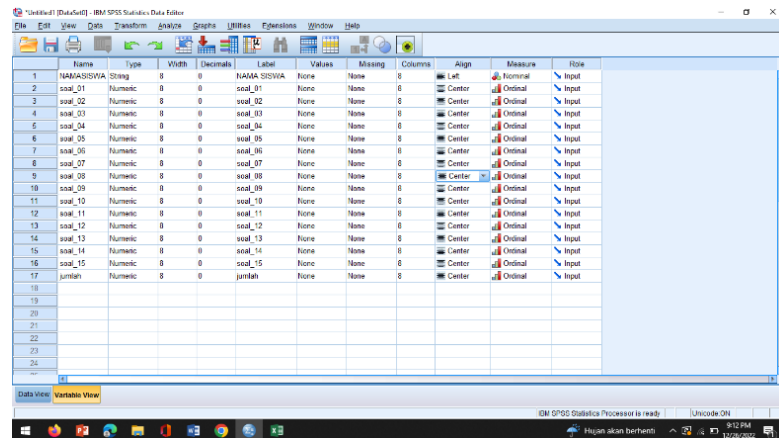 *Untitled1 [DataSet0] - IBM SPSS Statistics Data Editor
File Edit View Data Transform Analyze Graphs Utilities Extensions Window Help
Name Type Width Decimals Label Values Missing Columns Align Measure Role
1 NAMASISWA String 8 0 NAMA SISWA None None 8 Left Nominal Input
2 soal_01 Numeric 8 0 soal_01 None None 8 Center Ordinal Input
3 soal_02 Numeric 8 0 soal_02 None None 8 Center Ordinal Input
4 soal_03 Numeric 8 0 soal_03 None None 8 Center Ordinal Input
5 soal_04 Numeric 8 0 soal_04 None None 8 Center Ordinal Input
6 soal_05 Numeric 8 0 soal_05 None None 8 Center Ordinal Input
7 soal_06 Numeric 8 0 soal_06 None None 8 Center Ordinal Input
8 soal_07 Numeric 8 0 soal_07 None None 8 Center Ordinal Input
9 soal_08 Numeric 8 0 soal_08 None None 8 Center Ordinal Input
10 soal_09 Numeric 8 0 soal_09 None None 8 Center Ordinal Input
11 soal_10 Numeric 8 0 soal_10 None None 8 Center Ordinal Input
12 soal_11 Numeric 8 0 soal_11 None None 8 Center Ordinal Input
13 soal_12 Numeric 8 0 soal_12 None None 8 Center Ordinal Input
14 soal_13 Numeric 8 0 soal_13 None None 8 Center Ordinal Input
15 soal_14 Numeric 8 0 soal_14 None None 8 Center Ordinal Input
16 soal_15 Numeric 8 0 soal_15 None None 8 Center Ordinal Input
17 jumlah Numeric 8 0 jumlah None None 8 Center Ordinal Input
18
19
20
21
22
23
24
Data View Variable View
IBM SPSS Statistics Processor is ready Unicode:ON
Hujan akan berhenti 9:12 PM
12/26/2022